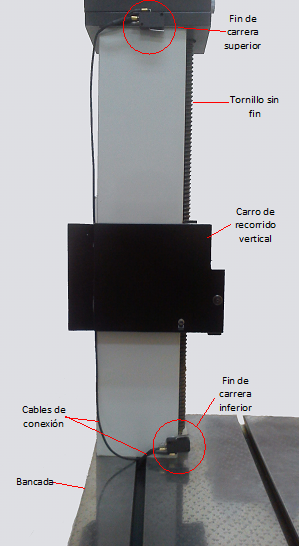 Fin de
carrera
superior
Tornillo sin
fin
Carro de
recorrido
vertical
Fin de
carrera
inferior
Cables de
conexión
Bancada